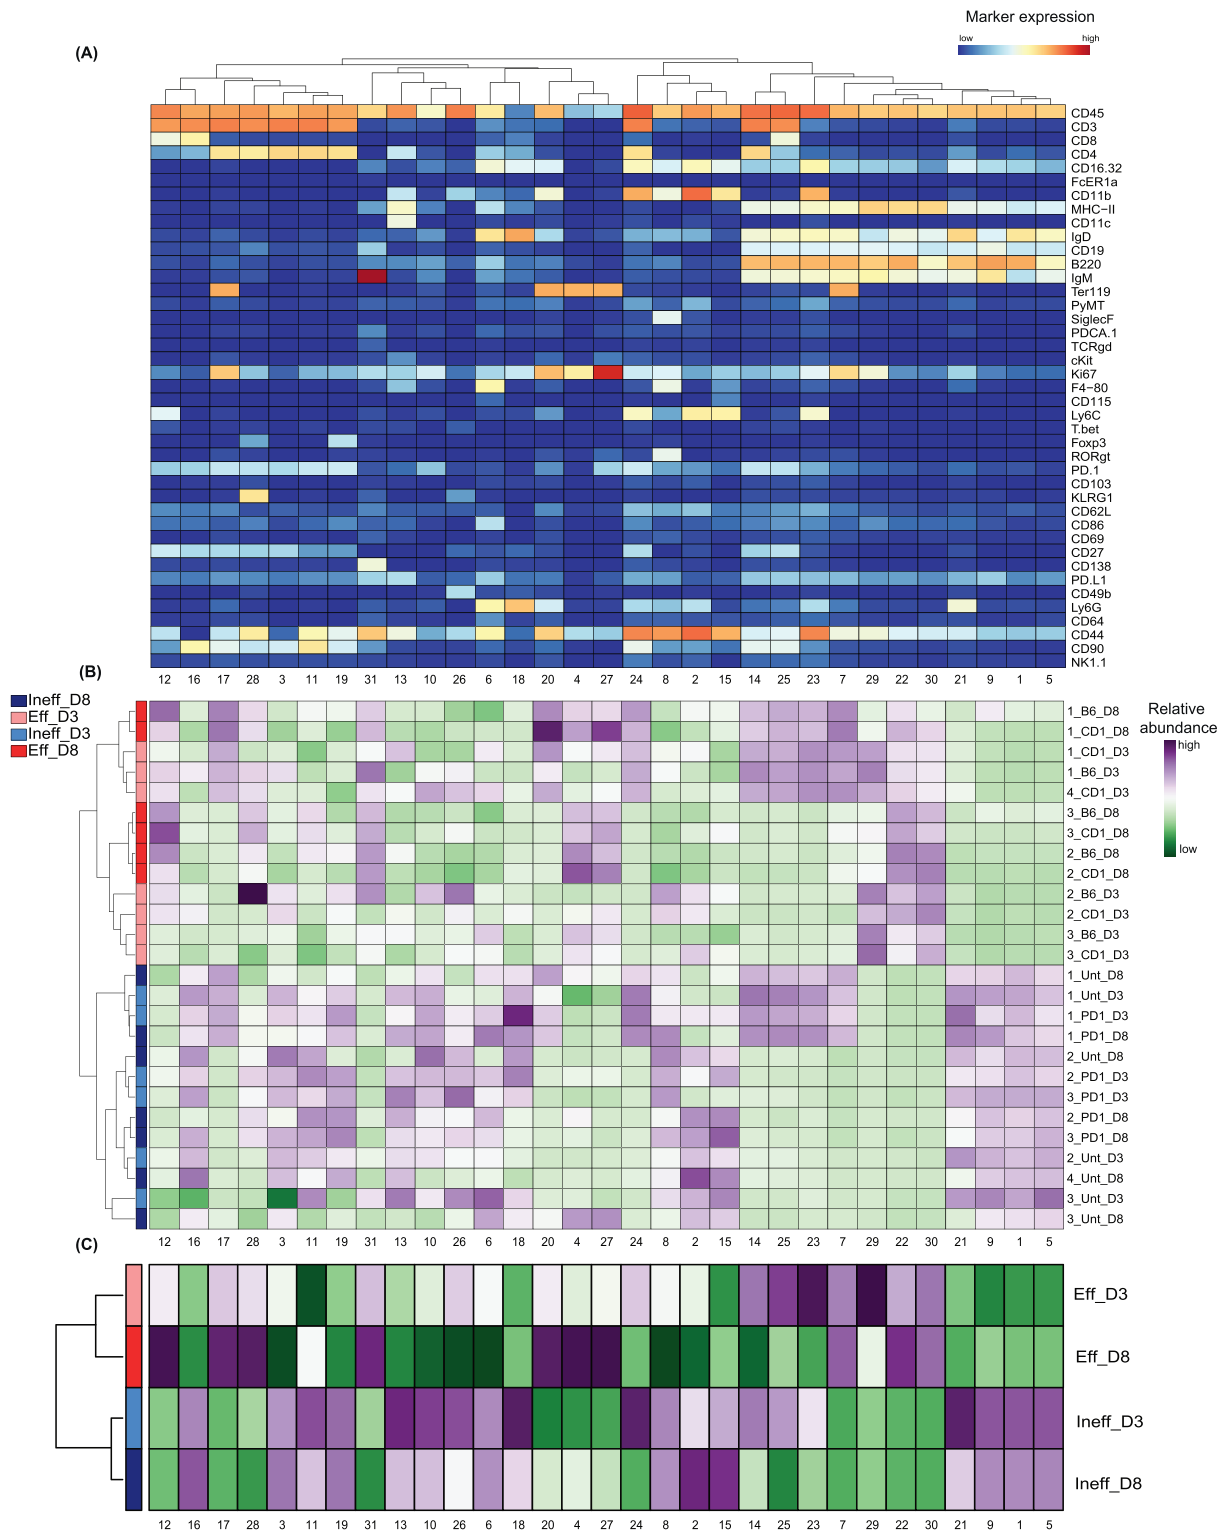 Marker expression
(A)
low high
CD45
CD3
CD8
CD4
CD16.32
FcER1a
CD11b
MHC−II
CD11c
IgD
CD19
B220
IgM
Ter119
PyMT
SiglecF
PDCA.1
TCRgd
cKit
Ki67
F4−80
CD115
Ly6C
T.bet
Foxp3
RORgt
PD.1
CD103
KLRG1
CD62L
CD86
CD69
CD27
CD138
PD.L1
CD49b
Ly6G
CD64
CD44
CD90
NK1.1
12 16 17 28 3 11 19 31 13 10 26 6 18 20 4 27 24 8 2 15 14 25 23 7 29 22 30 21 9 1 5
(B)
Ineff_D8
Eff_D3
Ineff_D3
Eff_D8
Relative
abundance
high
low
1_B6_D8
1_CD1_D8
1_CD1_D3
1_B6_D3
4_CD1_D3
3_B6_D8
3_CD1_D8
2_B6_D8
2_CD1_D8
2_B6_D3
2_CD1_D3
3_B6_D3
3_CD1_D3
1_Unt_D8
1_Unt_D3
1_PD1_D3
1_PD1_D8
2_Unt_D8
2_PD1_D3
3_PD1_D3
2_PD1_D8
3_PD1_D8
2_Unt_D3
4_Unt_D8
3_Unt_D3
3_Unt_D8
12 16 17 28 3 11 19 31 13 10 26 6 18 20 4 27 24 8 2 15 14 25 23 7 29 22 30 21 9 1 5
(C)
Eff_D3
Eff_D8
Ineff_D3
Ineff_D8
12 16 17 28 3 11 19 31 13 10 26 6 18 20 4 27 24 8 2 15 14 25 23 7 29 22 30 21 9 1 5